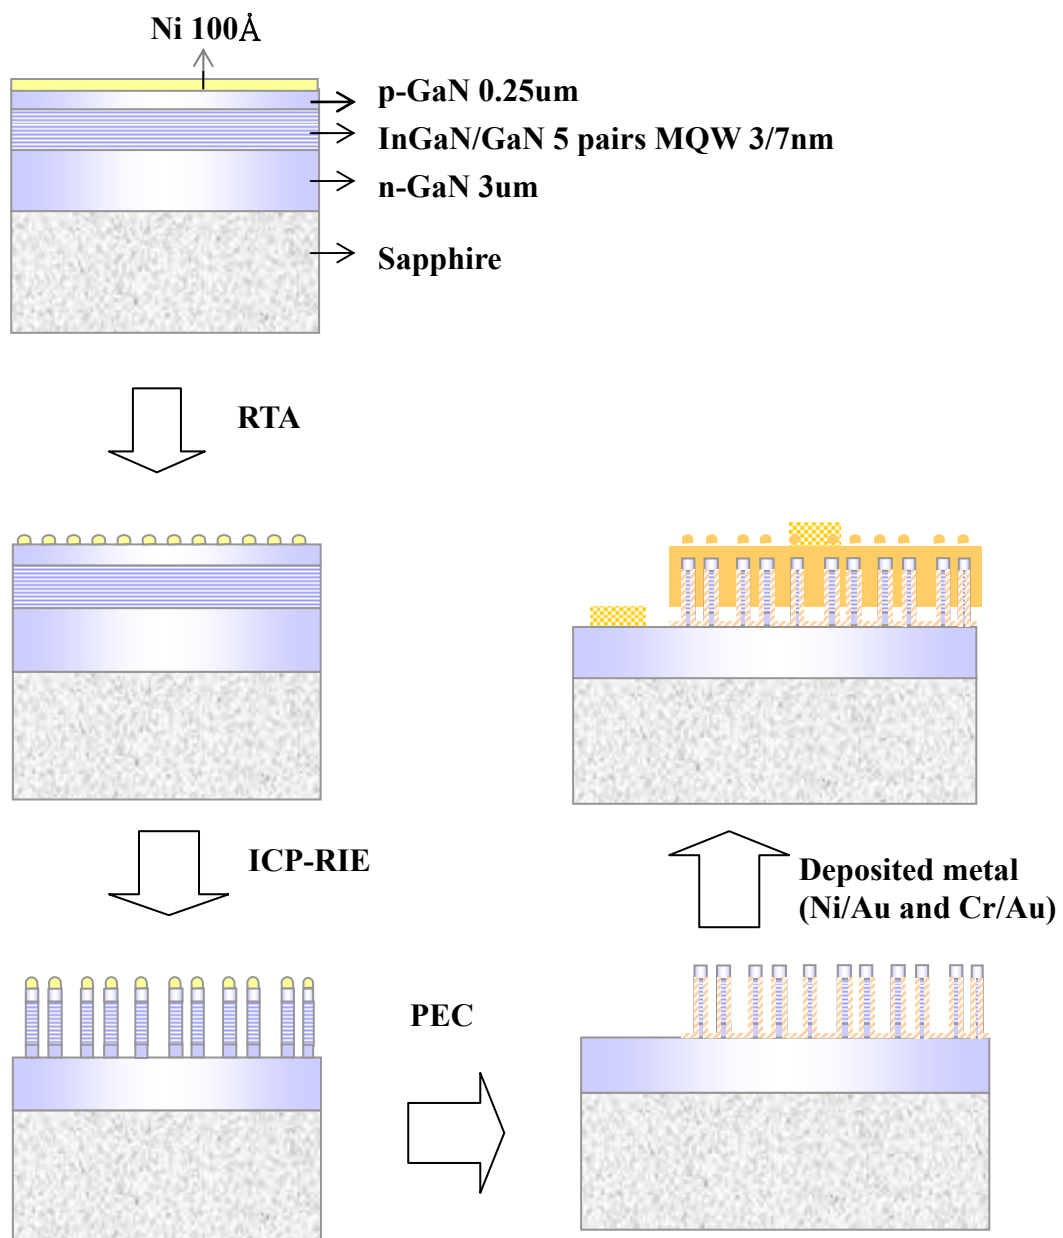 Ni 100Å
p-GaN 0.25um
InGaN/GaN 5 pairs MQW 3/7nm
n-GaN 3um
Sapphire
RTA
ICP-RIE
PEC
Deposited metal
(Ni/Au and Cr/Au)